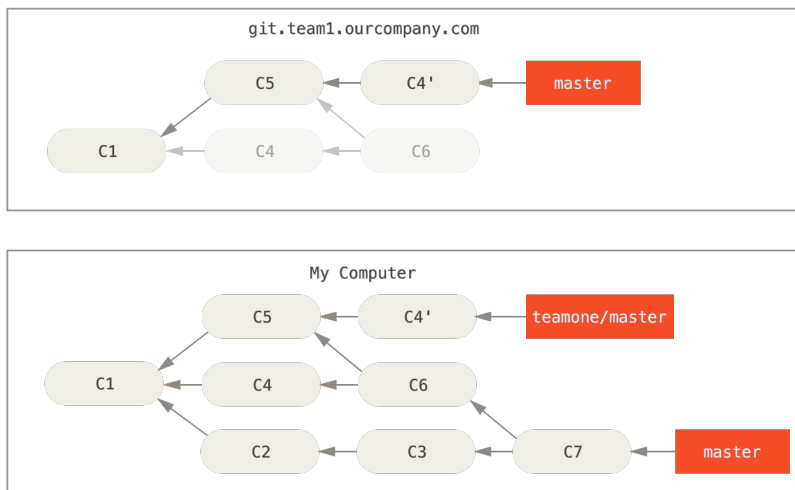 git.team1.ourcompany.com
C5 C4' master
C1 C4 C6
My Computer
C5 C4' teamone/master
C1 C4 C6
C2 C3 C7 master